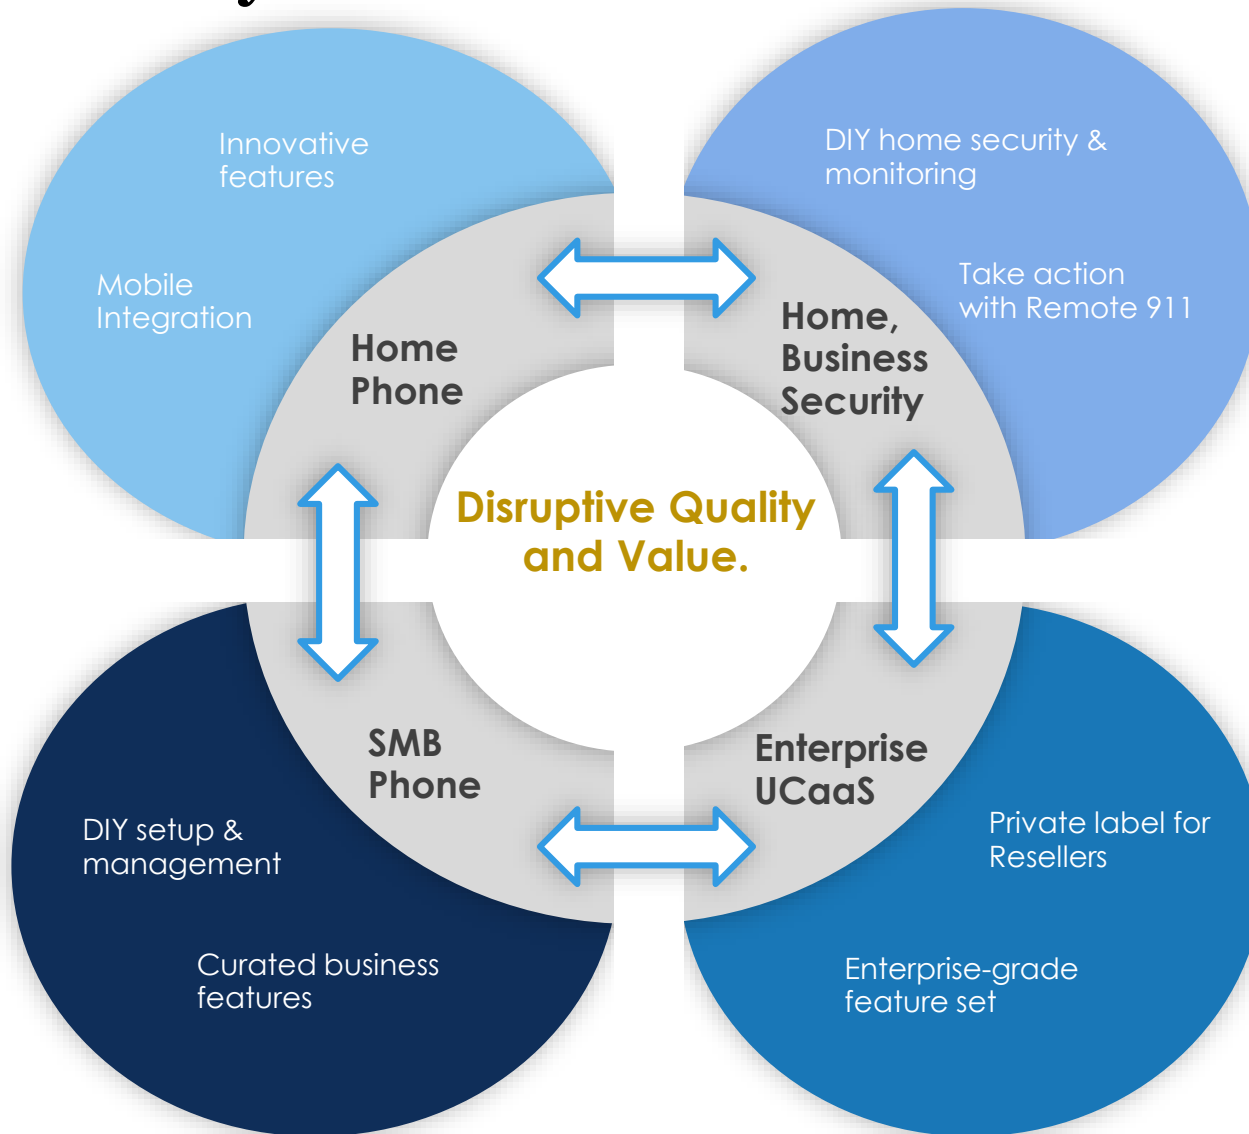 Innovative
features
Mobile
Integration
Home
Phone
DIY home security &
monitoring
Take action
with Remote 911
Home,
Business
Security
Disruptive Quality
and Value.
SMB
Phone
DIY setup &
management
Curated business
features
Enterprise
UCaaS
Private label for
Resellers
Enterprise-grade
feature set